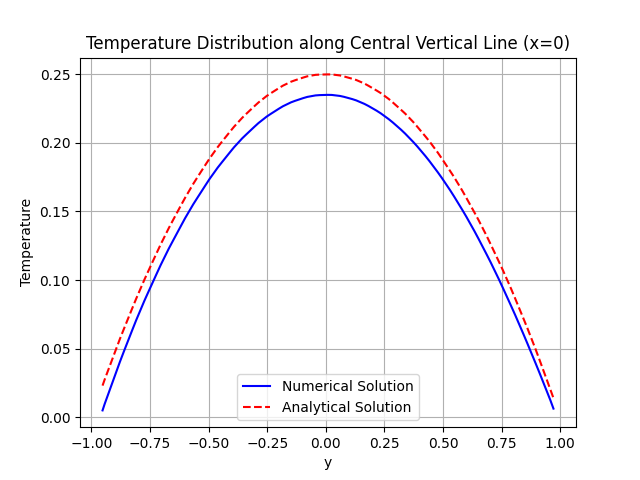 Temperature Distribution along Central Vertical Line (x=0)
Temperature
0.25
0.20
0.15
0.10
0.05
0.00
Numerical Solution
Analytical Solution
−1.00 −0.75 −0.50 −0.25 0.00 0.25 0.50 0.75 1.00
y